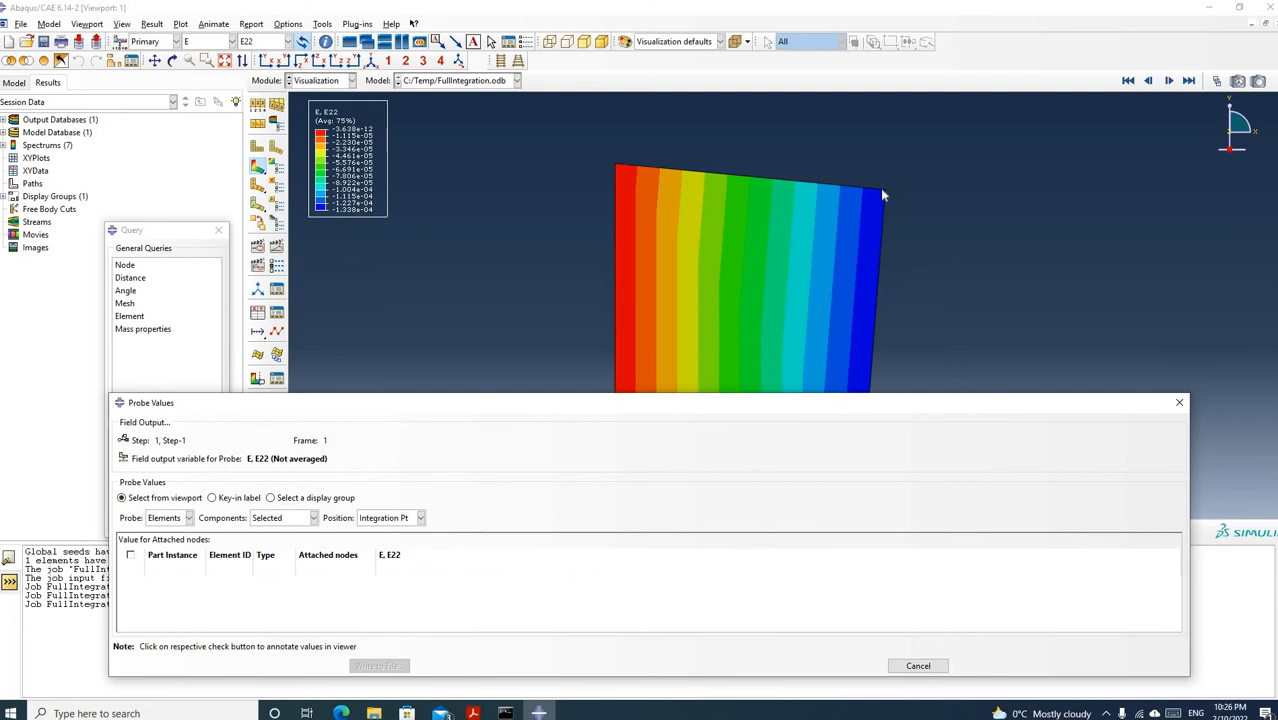 Abaqus/CAE 6.14-2 [Viewport: 1]
File Model Viewport View Result Plot Animate Report Options Tools Plug-ins Help
Primary E E22 Visualization defaults All
1 2 3 4
Model Results Module: Visualization Model: C:/Temp/FullIntegration.odb
Session Data
Output Databases (1)
Model Database (1)
Spectrums (7)
XYPlots
XYData
Paths
Display Groups (1)
Free Body Cuts
Streams
Movies
Images
E, E22
(Avg: 75%)
-3.638e-12
-1.115e-05
-2.230e-05
-3.346e-05
-4.461e-05
-5.576e-05
-6.691e-05
-7.806e-05
-8.922e-05
-1.004e-04
-1.115e-04
-1.227e-04
-1.338e-04
Query
General Queries
Node
Distance
Angle
Mesh
Element
Mass properties
Probe Values
Field Output...
Step: 1, Step-1 Frame: 1
Field output variable for Probe: E, E22 (Not averaged)
Probe Values
Select from viewport Key-in label Select a display group
Probe: Elements Components: Selected Position: Integration Pt
Value for Attached nodes:
Part Instance Element ID Type Attached nodes E, E22
Note: Click on respective check button to annotate values in viewer
Write to File... Cancel
Global seeds hav
1 elements have
The job "FullInt
The job input fi
Job FullIntegrat
Job FullIntegrat
Job FullIntegrat
SIMULI
Type here to search
0°C Mostly cloudy ENG 10:26 PM
2/10/2022